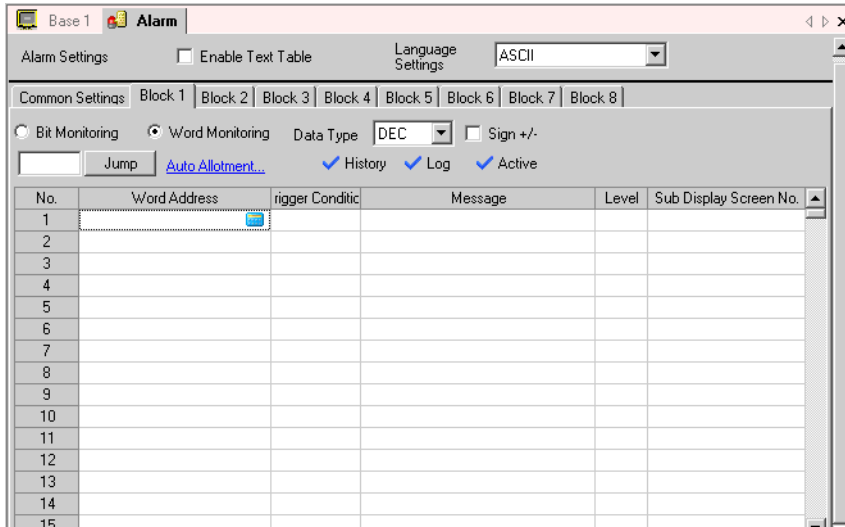 Base 1 Alarm
Alarm Settings Enable Text Table Language Settings ASCII
Common Settings Block 1 Block 2 Block 3 Block 4 Block 5 Block 6 Block 7 Block 8
Bit Monitoring Word Monitoring Data Type DEC Sign +/-
Jump Auto Allotment... History Log Active
No. Word Address rigger Conditic Message Level Sub Display Screen No.
1
2
3
4
5
6
7
8
9
10
11
12
13
14
15